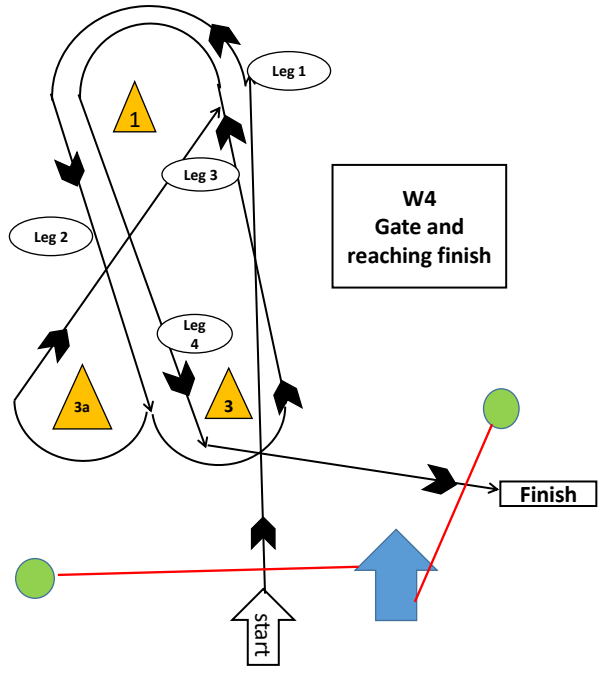 Leg 1
1
Leg 3
W4
Gate and
reaching finish
Leg 2
Leg
4
3a
3
Finish
start